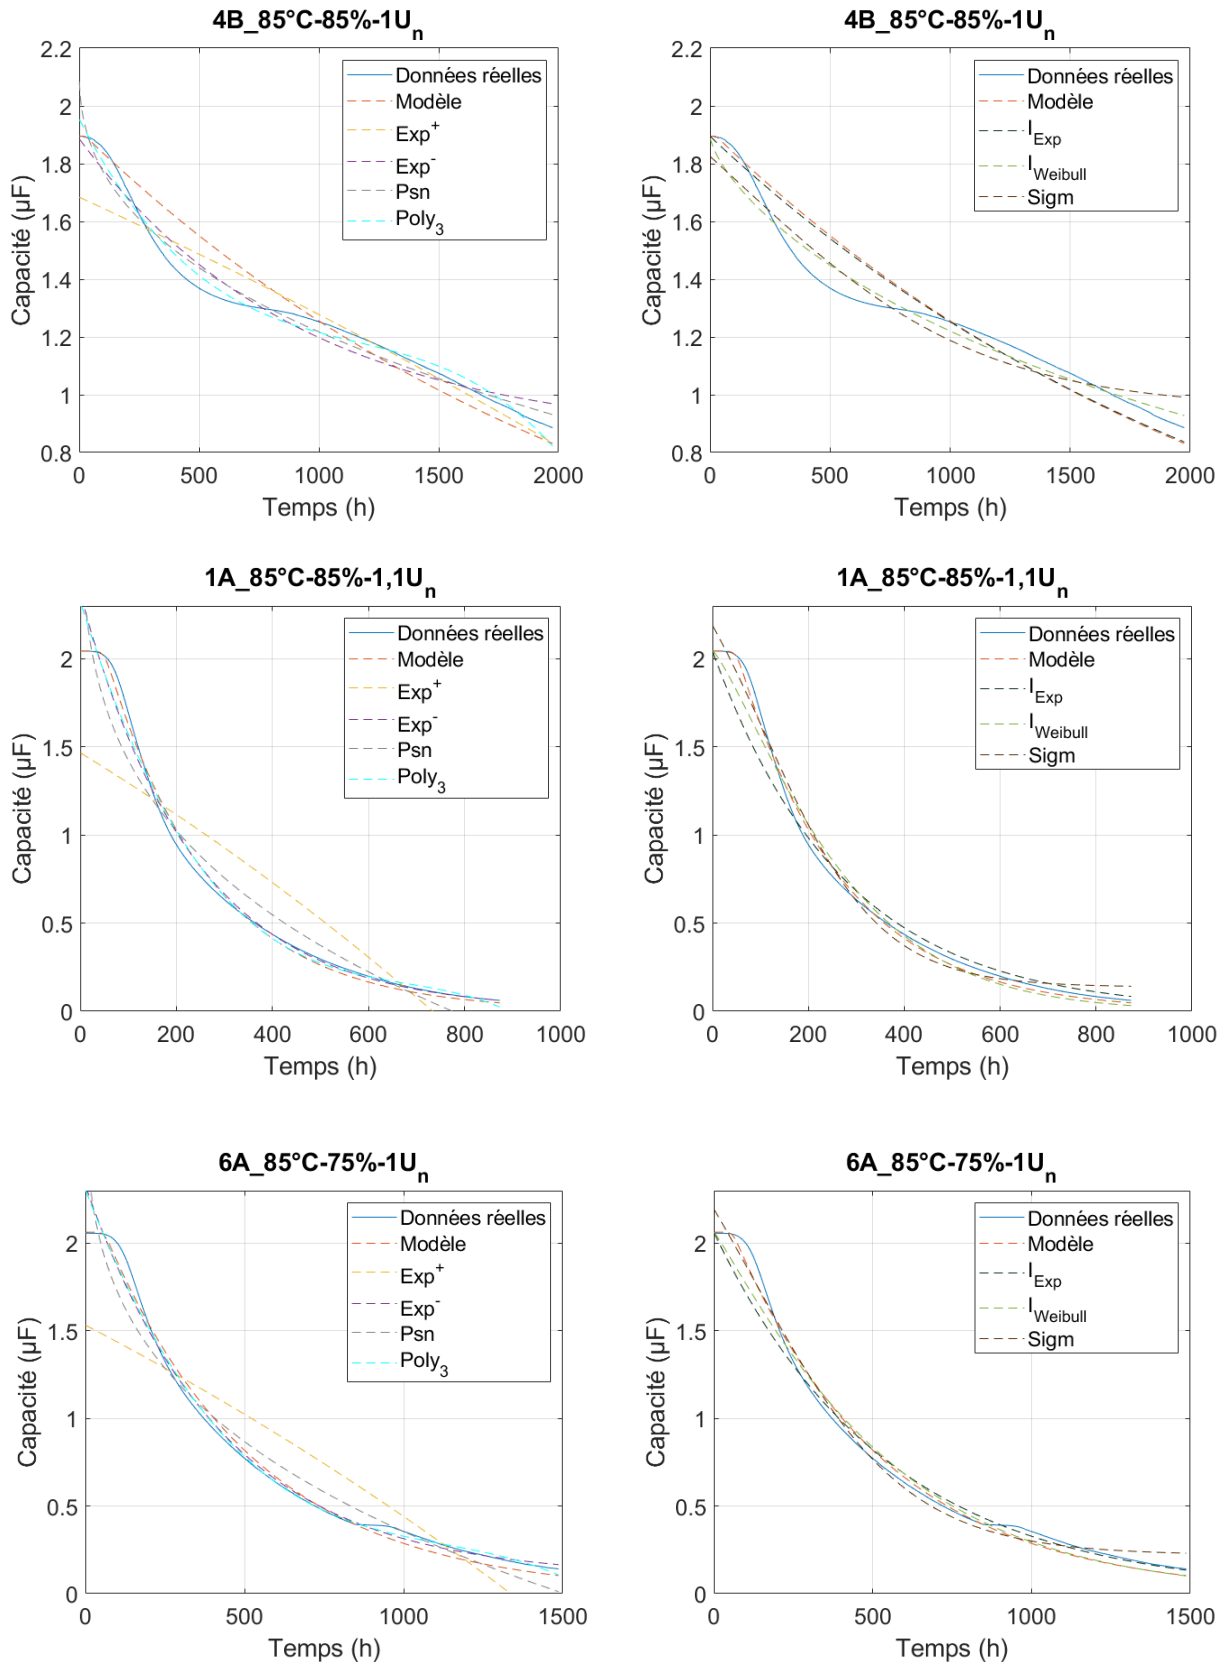 4B_85°C-85%-1Un
2.2
2
1.8
1.6
1.4
1.2
1
0.8
Capacité (µF)
0
500
1000
1500
2000
Temps (h)
Données réelles
Modèle
Exp+
Exp-
Psn
Poly3
4B_85°C-85%-1Un
2.2
2
1.8
1.6
1.4
1.2
1
0.8
Capacité (µF)
0
500
1000
1500
2000
Temps (h)
Données réelles
Modèle
IExp
IWeibull
Sigm
1A_85°C-85%-1,1Un
2
1.5
1
0.5
0
Capacité (µF)
0
200
400
600
800
1000
Temps (h)
Données réelles
Modèle
Exp+
Exp-
Psn
Poly3
1A_85°C-85%-1,1Un
2
1.5
1
0.5
0
Capacité (µF)
0
200
400
600
800
1000
Temps (h)
Données réelles
Modèle
IExp
IWeibull
Sigm
6A_85°C-75%-1Un
2
1.5
1
0.5
0
Capacité (µF)
0
500
1000
1500
Temps (h)
Données réelles
Modèle
Exp+
Exp-
Psn
Poly3
6A_85°C-75%-1Un
2
1.5
1
0.5
0
Capacité (µF)
0
500
1000
1500
Temps (h)
Données réelles
Modèle
IExp
IWeibull
Sigm